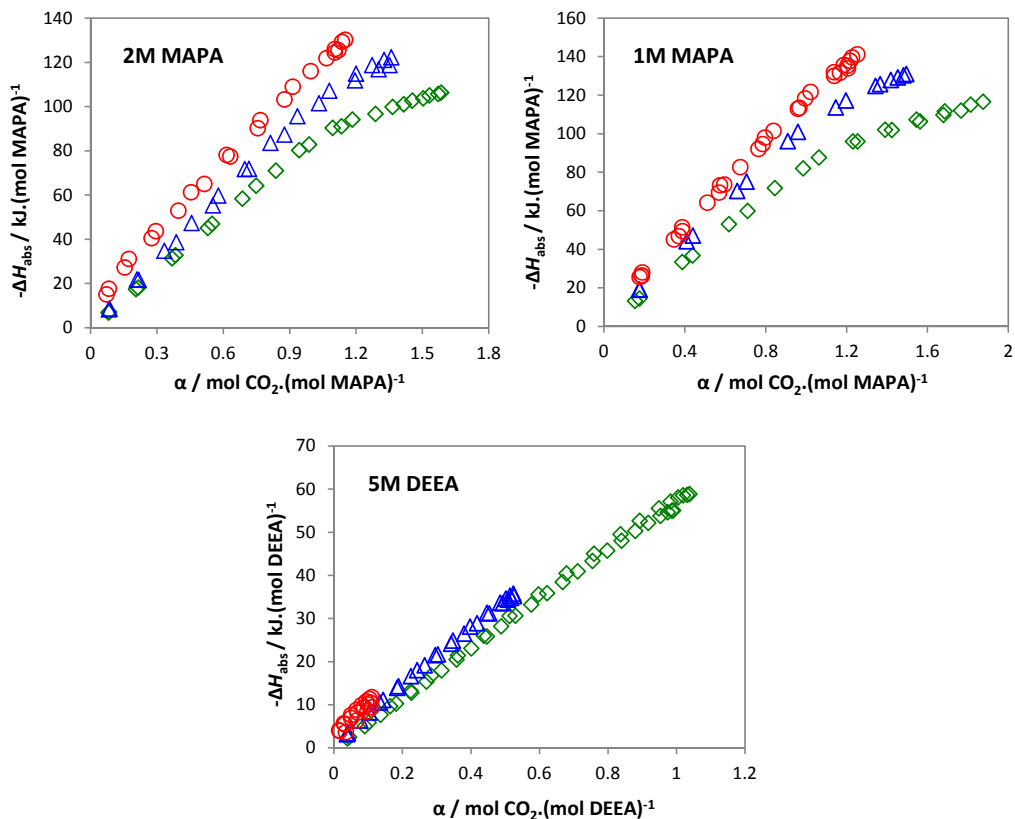 2M MAPA
-ΔHabs / kJ.(mol MAPA)-1
140
120
100
80
60
40
20
0
0 0.3 0.6 0.9 1.2 1.5 1.8
α / mol CO2.(mol MAPA)-1
1M MAPA
-ΔHabs / kJ.(mol MAPA)-1
160
140
120
100
80
60
40
20
0
0 0.4 0.8 1.2 1.6 2
α / mol CO2.(mol MAPA)-1
5M DEEA
-ΔHabs / kJ.(mol DEEA)-1
70
60
50
40
30
20
10
0
0 0.2 0.4 0.6 0.8 1 1.2
α / mol CO2.(mol DEEA)-1